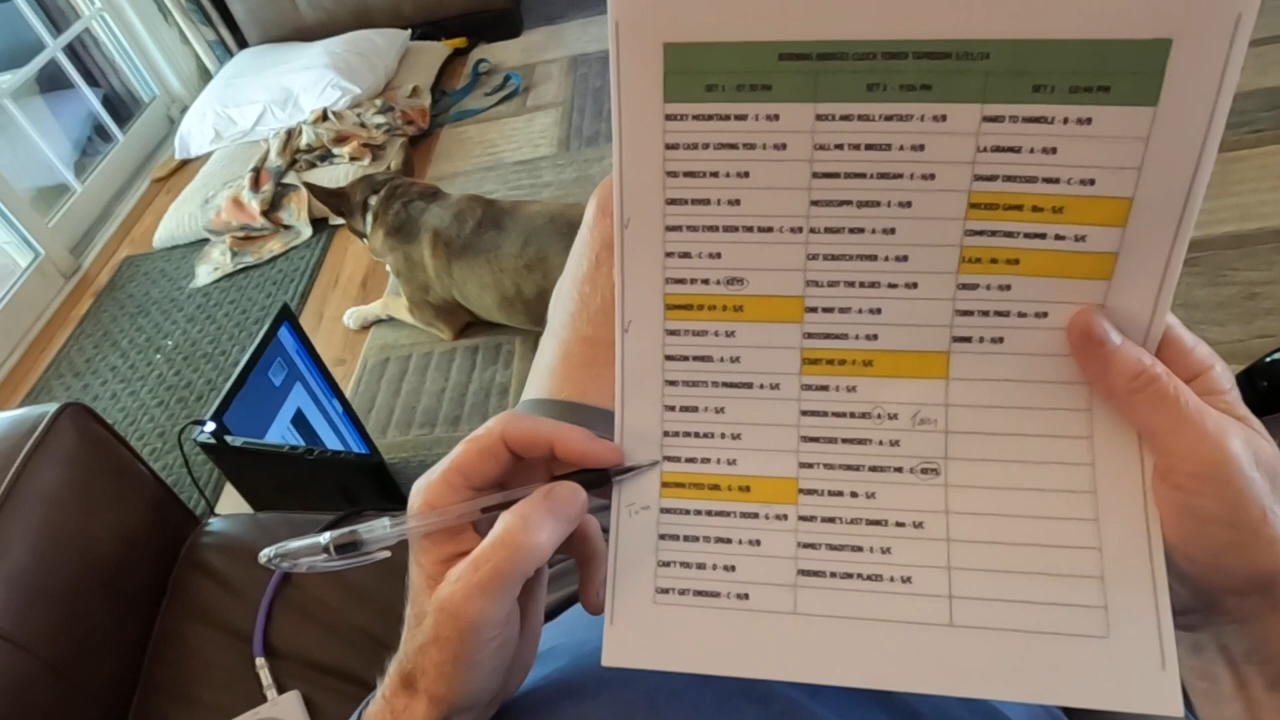 BURNING BRIDGES CLOCK TOWER TAPROOM
SET 1 - 07:30 PM
SET 2 - 9:06 PM
SET 3 -
ROCKY MOUNTAIN WAY - E - H/B
BAD CASE OF LOVING YOU - E - H/B
YOU WRECK ME - A - H/B
GREEN RIVER - E - H/B
HAVE YOU EVER SEEN THE RAIN - C - H/B
MY GIRL - C - H/B
STAND BY ME - A - KEYS
SUMMER OF 69 - D - S/C
TAKE IT EASY - G - S/C
WAGON WHEEL - A - S/C
TWO TICKETS TO PARADISE - A - S/C
THE JOKER - F - S/C
BLUE ON BLACK - D - S/C
PRIDE AND JOY - E - S/C
BROWN EYED GIRL - G - H/B
KNOCKIN ON HEAVEN'S DOOR - G - H/B
NEVER BEEN TO SPAIN - A - H/B
CAN'T YOU SEE - D - H/B
CAN'T GET ENOUGH - C - H/B
ROCK AND ROLL FANTASY - E - H/B
CALL ME THE BREEZE - A - H/B
RUNNIN DOWN A DREAM - E - H/B
MISSISSIPPI QUEEN - E - H/B
ALL RIGHT NOW - A - H/B
CAT SCRATCH FEVER - A - H/B
STILL GOT THE BLUES - Am - H/B
ONE WAY OUT - A - H/B
CROSSROADS - A - H/B
START ME UP - F - S/C
COCAINE - E - S/C
WORKIN MAN BLUES - A - S/C
TENNESSEE WHISKEY - A - S/C
DON'T YOU FORGET ABOUT ME - E - KEYS
PURPLE RAIN - Bb - S/C
MARY JANE'S LAST DANCE - Am - S/C
FAMILY TRADITION - E - S/C
FRIENDS IN LOW PLACES - A - S/C
HARD TO HANDLE - B - H/B
LA GRANGE - A - H/B
SHARP DRESSED MAN - C - H/B
WICKED GAME - Bm - S/C
COMFORTABLY NUMB - Bm - S/C
3 A.M. - Ab - H/B
CREEP - G - H/B
TURN THE PAGE - Em - H/B
SHINE - D - H/B